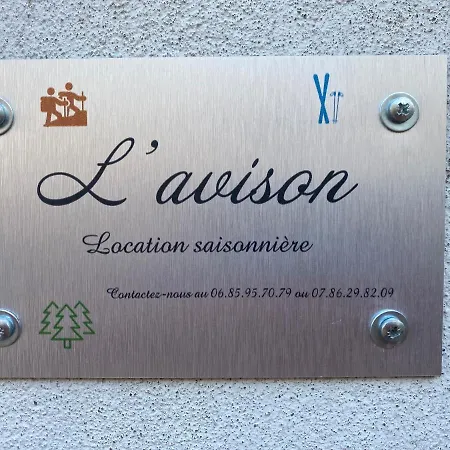 L'avison
Location saisonnière
Contactez-nous au 06.85.95.70.79 ou 07.86.29.82.09